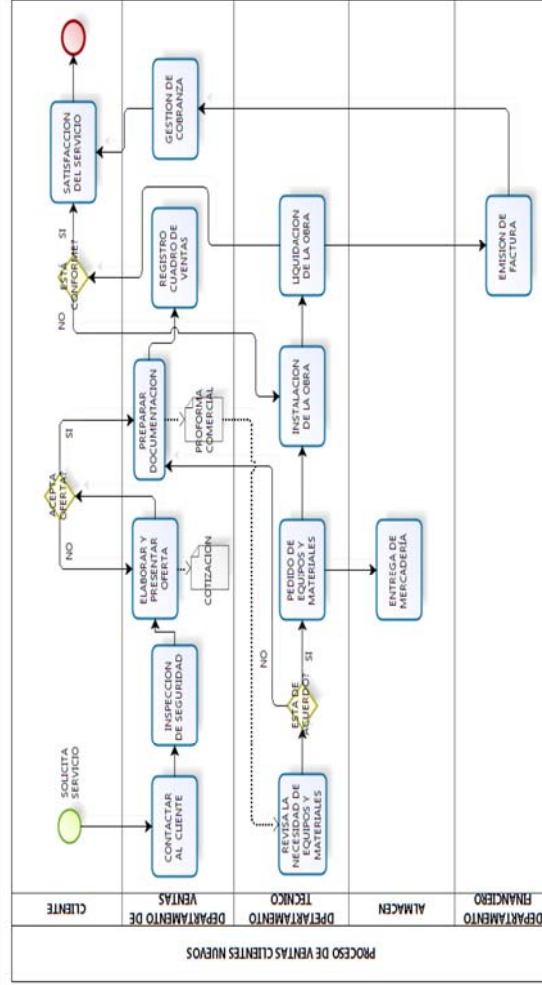 PROCESO DE VENTAS CLIENTES NUEVOS
CLIENTE
SOLICITA
SERVICIO
ACEPTA
OFERTA?
NO
SI
ESTA
CONFORME?
NO
SI
SATISFACCION
DEL SERVICIO
DEPARTAMENTO DE
VENTAS
CONTACTAR
AL CLIENTE
INSPECCION
DE SEGURIDAD
ELABORAR Y
PRESENTAR
OFERTA
COTIZACION
PREPARAR
DOCUMENTACION
PROFORMA
COMERCIAL
REGISTRO
CUADRO DE
VENTAS
GESTION DE
COBRANZA
DPETARTAMENTO
TECNICO
REVISA LA
NECESIDAD DE
EQUIPOS Y
MATERIALES
ESTA DE
ACUERDO?
NO
SI
PEDIDO DE
EQUIPOS Y
MATERIALES
INSTALACION
DE LA OBRA
LIQUIDACION
DE LA OBRA
ALMACEN
ENTREGA DE
MERCADERÍA
DEPARTAMENTO
FINANCIERO
EMISION DE
FACTURA